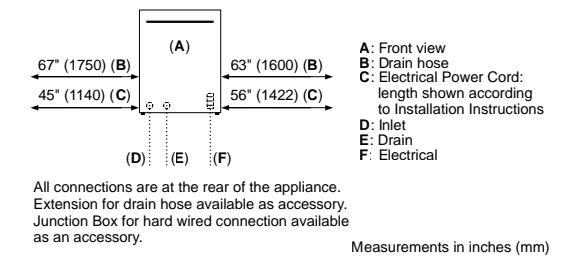 (A)
67" (1750) (B)
63" (1600) (B)
45" (1140) (C)
56" (1422) (C)
(D)
(E)
(F)
A: Front view
B: Drain hose
C: Electrical Power Cord:
length shown according
to Installation Instructions
D: Inlet
E: Drain
F: Electrical
All connections are at the rear of the appliance.
Extension for drain hose available as accessory.
Junction Box for hard wired connection available
as an accessory.
Measurements in inches (mm)